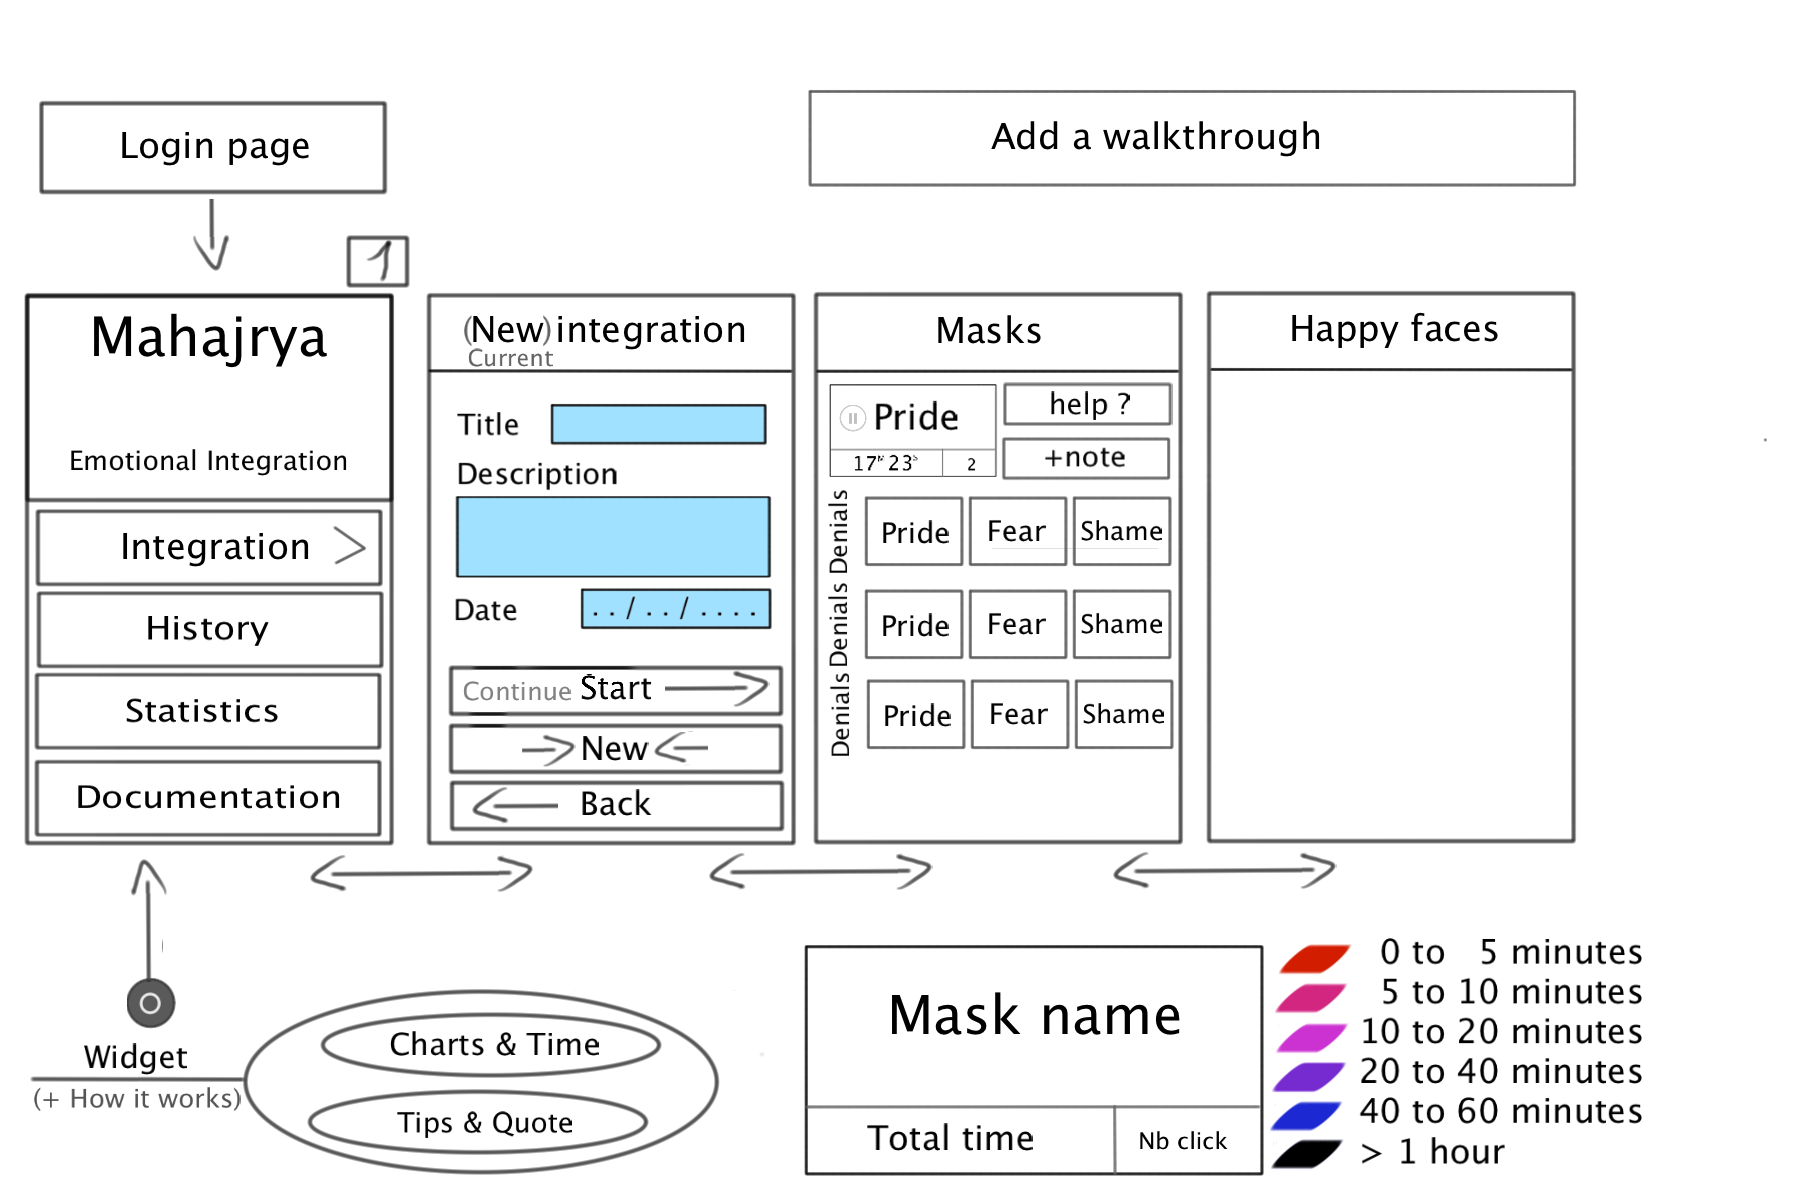 Login page
Add a walkthrough
1
Mahajrya
Emotional Integration
Integration >
History
Statistics
Documentation
(New) integration
Current
Title
Description
Date
../../....
Continue Start
New
Back
Masks
Pride
17" 23
2
help ?
+note
Denials
Pride
Fear
Shame
Denials
Pride
Fear
Shame
Denials
Pride
Fear
Shame
Happy faces
Widget
(+ How it works)
Charts & Time
Tips & Quote
Mask name
Total time
Nb click
0 to 5 minutes
5 to 10 minutes
10 to 20 minutes
20 to 40 minutes
40 to 60 minutes
> 1 hour